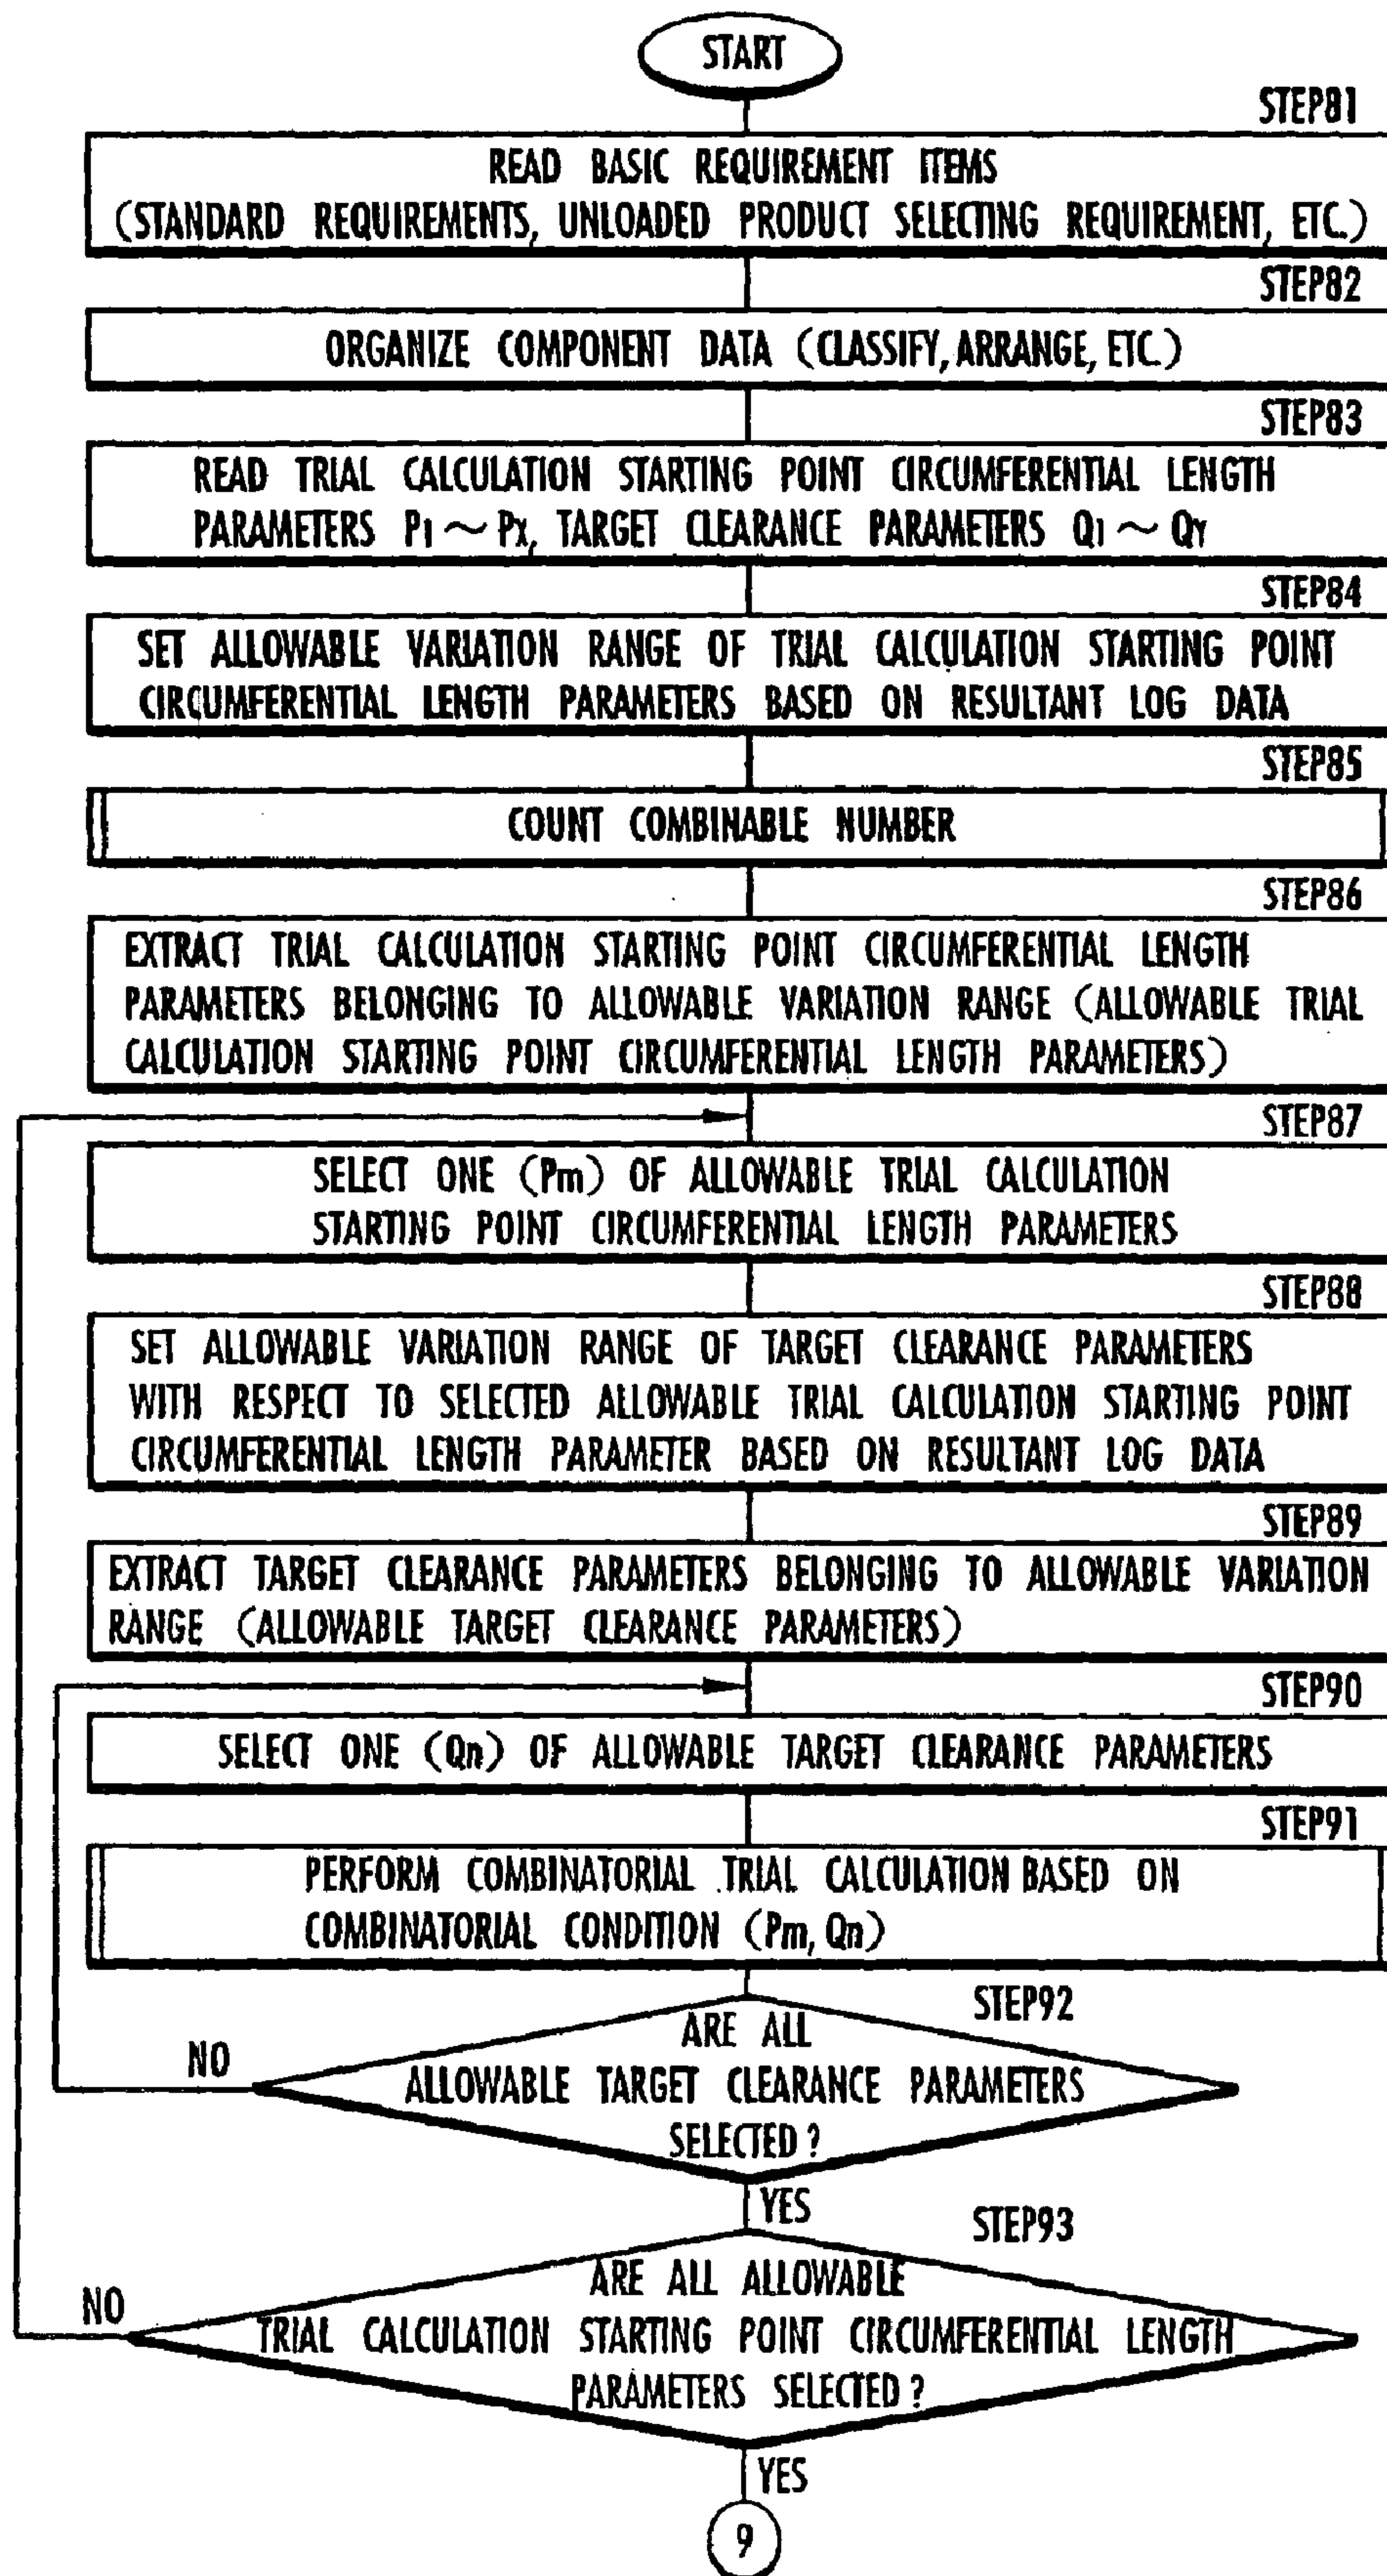 START
STEP81
READ BASIC REQUIREMENT ITEMS
(STANDARD REQUIREMENTS, UNLOADED PRODUCT SELECTING REQUIREMENT, ETC.)
STEP82
ORGANIZE COMPONENT DATA (CLASSIFY, ARRANGE, ETC.)
STEP83
READ TRIAL CALCULATION STARTING POINT CIRCUMFERENTIAL LENGTH
PARAMETERS P1 ~ PX, TARGET CLEARANCE PARAMETERS Q1 ~ QY
STEP84
SET ALLOWABLE VARIATION RANGE OF TRIAL CALCULATION STARTING POINT
CIRCUMFERENTIAL LENGTH PARAMETERS BASED ON RESULTANT LOG DATA
STEP85
COUNT COMBINABLE NUMBER
STEP86
EXTRACT TRIAL CALCULATION STARTING POINT CIRCUMFERENTIAL LENGTH
PARAMETERS BELONGING TO ALLOWABLE VARIATION RANGE (ALLOWABLE TRIAL
CALCULATION STARTING POINT CIRCUMFERENTIAL LENGTH PARAMETERS)
STEP87
SELECT ONE (Pm) OF ALLOWABLE TRIAL CALCULATION
STARTING POINT CIRCUMFERENTIAL LENGTH PARAMETERS
STEP88
SET ALLOWABLE VARIATION RANGE OF TARGET CLEARANCE PARAMETERS
WITH RESPECT TO SELECTED ALLOWABLE TRIAL CALCULATION STARTING POINT
CIRCUMFERENTIAL LENGTH PARAMETER BASED ON RESULTANT LOG DATA
STEP89
EXTRACT TARGET CLEARANCE PARAMETERS BELONGING TO ALLOWABLE VARIATION
RANGE (ALLOWABLE TARGET CLEARANCE PARAMETERS)
STEP90
SELECT ONE (Qn) OF ALLOWABLE TARGET CLEARANCE PARAMETERS
STEP91
PERFORM COMBINATORIAL TRIAL CALCULATION BASED ON
COMBINATORIAL CONDITION (Pm, Qn)
STEP92
ARE ALL
ALLOWABLE TARGET CLEARANCE PARAMETERS
SELECTED?
NO
YES
STEP93
ARE ALL ALLOWABLE
TRIAL CALCULATION STARTING POINT CIRCUMFERENTIAL LENGTH
PARAMETERS SELECTED?
NO
YES
9